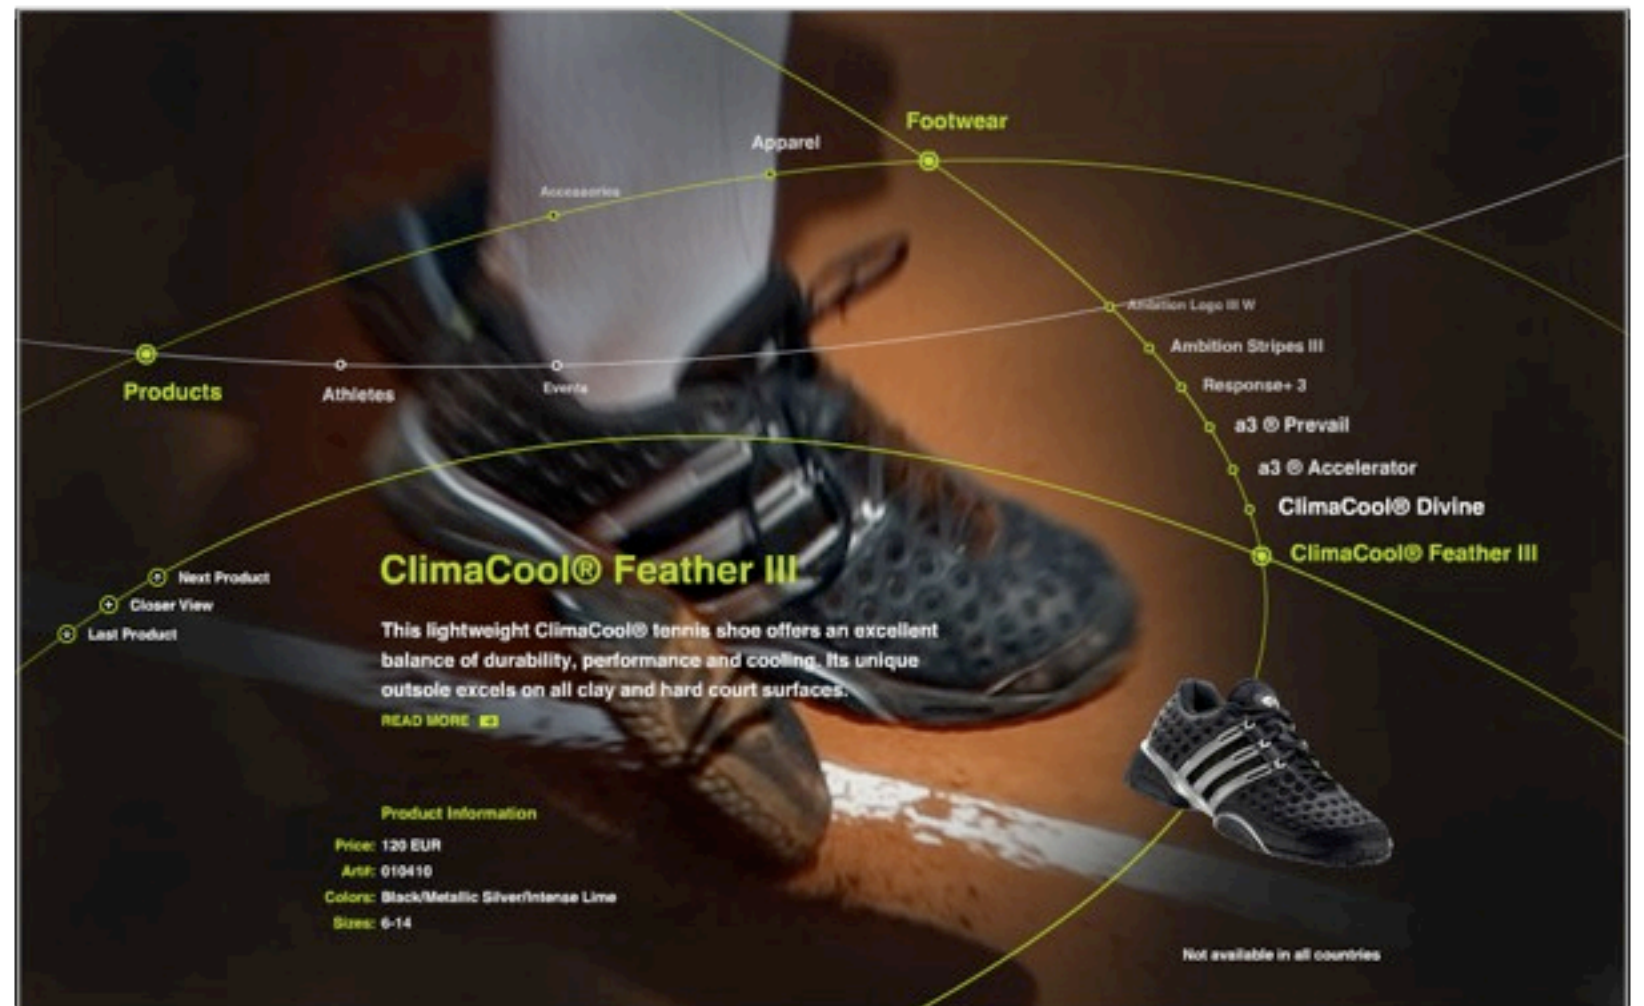 Footwear
Apparel
Accessories
Ambition Logo III W
Ambition Stripes III
Products
Athletes
Events
Response+ 3
a3 ® Prevail
a3 ® Accelerator
ClimaCool® Divine
ClimaCool® Feather III
Next Product
Closer View
Last Product
ClimaCool® Feather III
This lightweight ClimaCool® tennis shoe offers an excellent
balance of durability, performance and cooling. Its unique
outsole excels on all clay and hard court surfaces.
READ MORE
Product Information
Price: 120 EUR
Art#: 010410
Colors: Black/Metallic Silver/Intense Lime
Sizes: 6-14
Not available in all countries